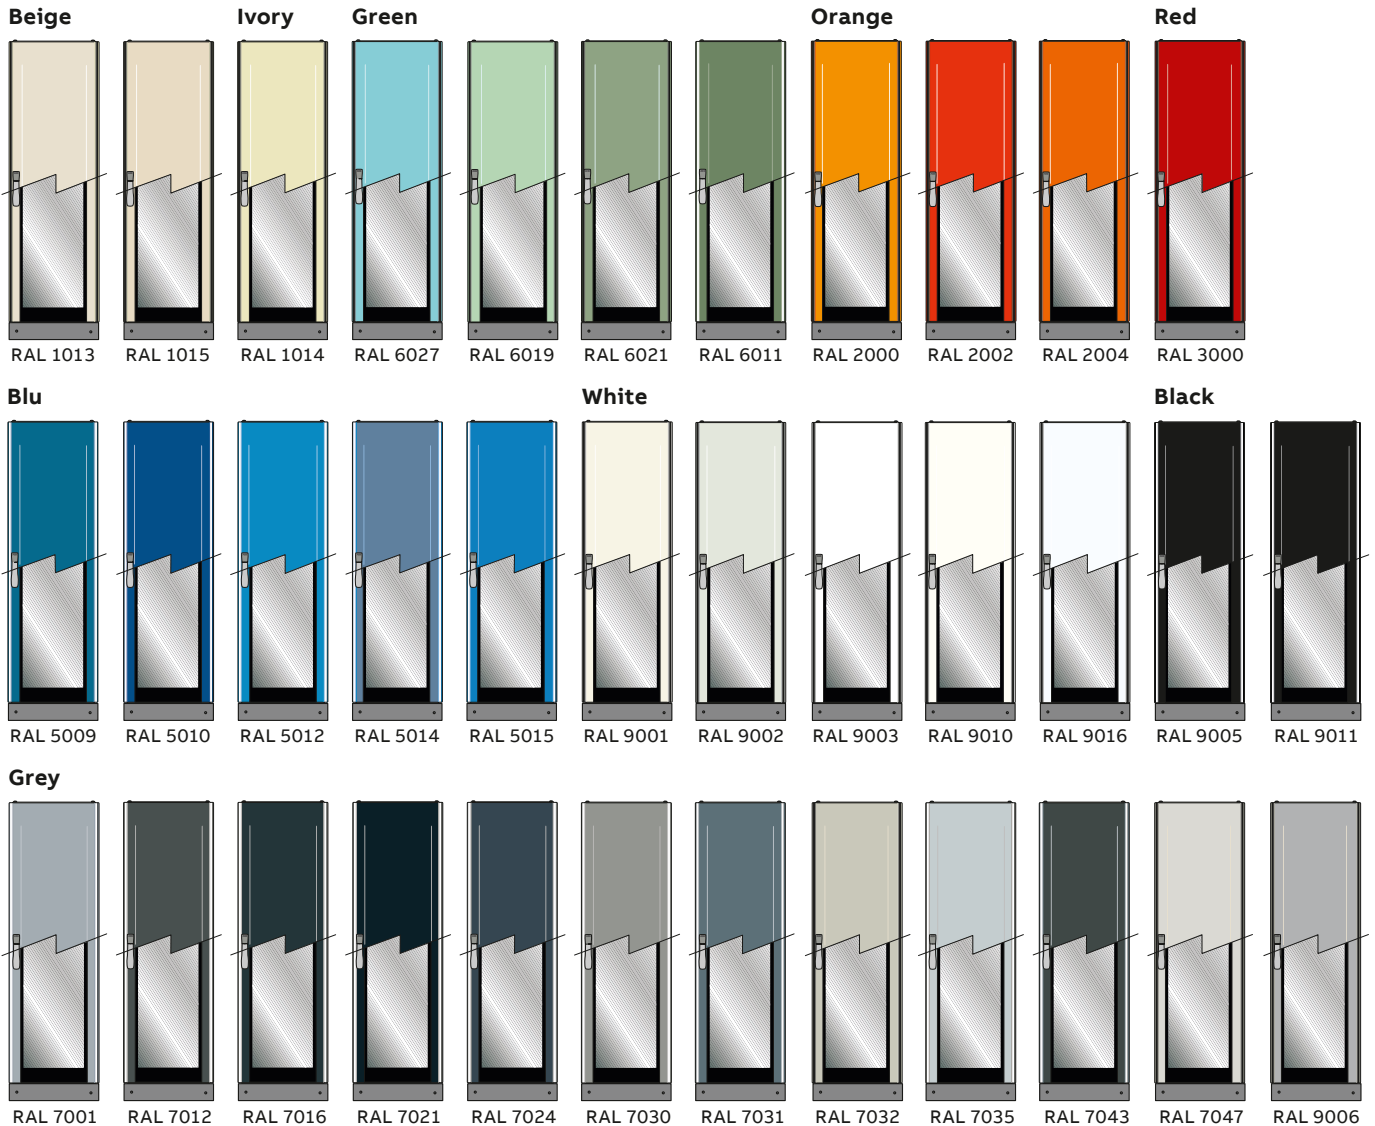 Beige Ivory Green Orange Red
RAL 1013 RAL 1015 RAL 1014 RAL 6027 RAL 6019 RAL 6021 RAL 6011 RAL 2000 RAL 2002 RAL 2004 RAL 3000
Blu White Black
RAL 5009 RAL 5010 RAL 5012 RAL 5014 RAL 5015 RAL 9001 RAL 9002 RAL 9003 RAL 9010 RAL 9016 RAL 9005 RAL 9011
Grey
RAL 7001 RAL 7012 RAL 7016 RAL 7021 RAL 7024 RAL 7030 RAL 7031 RAL 7032 RAL 7035 RAL 7043 RAL 7047 RAL 9006